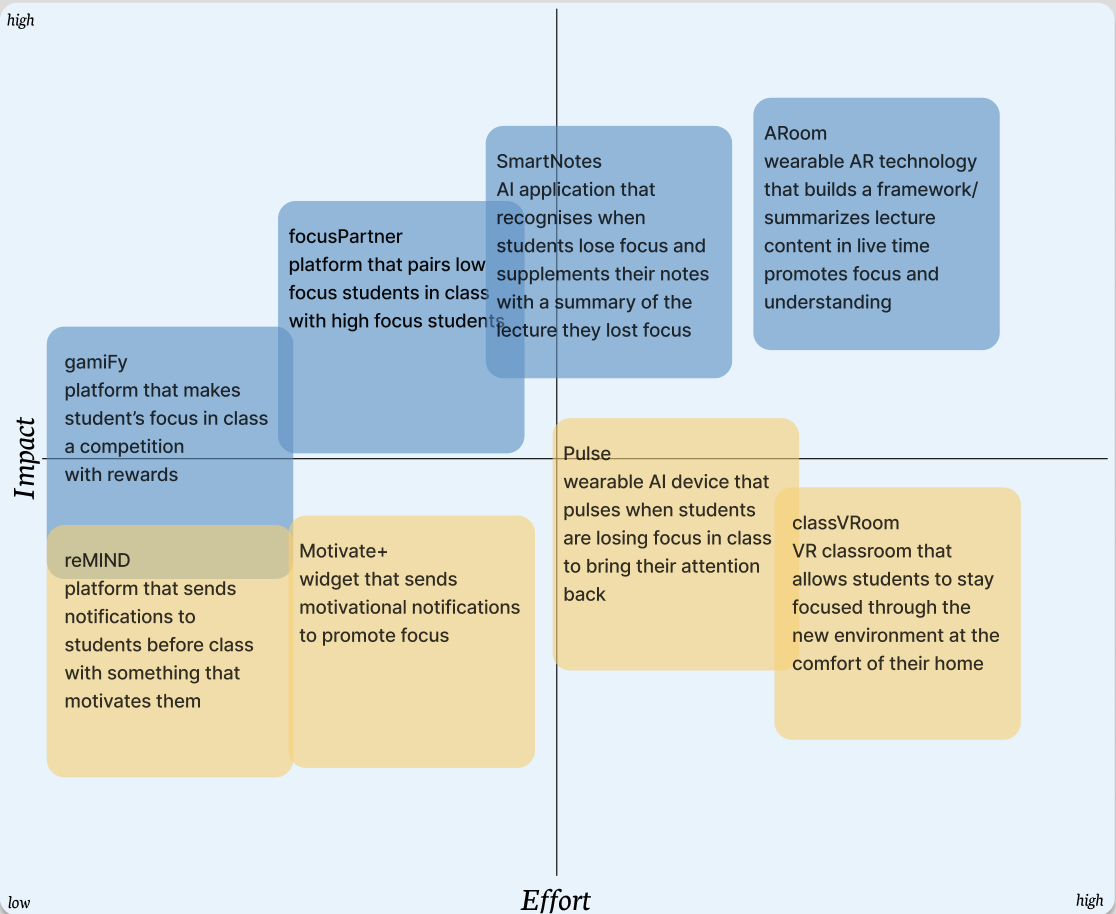 high
ARoom
wearable AR technology
that builds a framework/
summarizes lecture
content in live time
promotes focus and
understanding
SmartNotes
AI application that
recognises when
students lose focus and
supplements their notes
with a summary of the
lecture they lost focus
focusPartner
platform that pairs low
focus students in class
with high focus students
gamiFy
platform that makes
student’s focus in class
a competition
with rewards
Impact
Pulse
wearable AI device that
pulses when students
are losing focus in class
to bring their attention
back
classVRoom
VR classroom that
allows students to stay
focused through the
new environment at the
comfort of their home
reMIND
platform that sends
notifications to
students before class
with something that
motivates them
Motivate+
widget that sends
motivational notifications
to promote focus
low
Effort
high